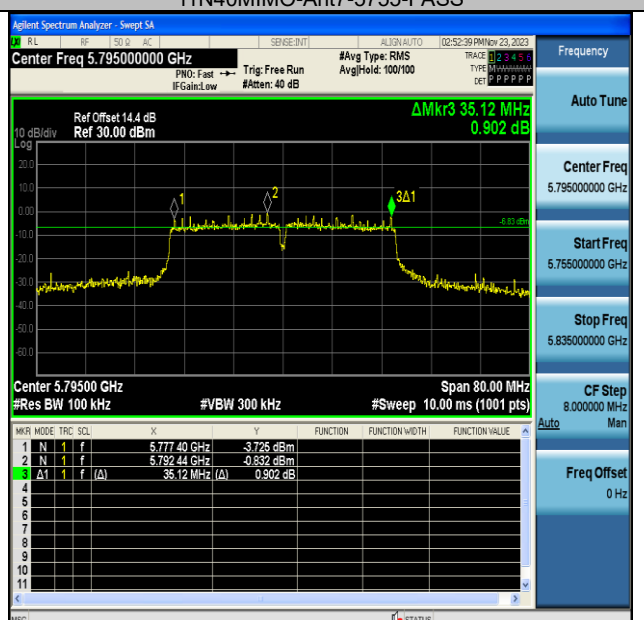 Agilent Spectrum Analyzer - Swept SA
RL RF 50 Ω AC SENSE:INT ALIGNAUTO 02:52:39 PM Nov 23, 2023
Center Freq 5.795000000 GHz
PNO: Fast
IFGain:Low
Trig: Free Run
#Atten: 40 dB
#Avg Type: RMS
Avg|Hold: 100/100
TRACE 1 2 3 4 5 6
TYPE M W W W W W
DET P P P P P P
Ref Offset 14.4 dB
10 dB/div Ref 30.00 dBm
Log
ΔMkr3 35.12 MHz
0.902 dB
20.0
10.0
0.00
-10.0
-20.0
-30.0
-40.0
-50.0
-60.0
1
2
3Δ1
-6.83 dBm
Center 5.79500 GHz Span 80.00 MHz
#Res BW 100 kHz #VBW 300 kHz #Sweep 10.00 ms (1001 pts)
MKR MODE TRC SCL X Y FUNCTION FUNCTION WIDTH FUNCTION VALUE
1 N 1 f 5.777 40 GHz -3.725 dBm
2 N 1 f 5.792 44 GHz -0.832 dBm
3 Δ1 1 f (Δ) 35.12 MHz (Δ) 0.902 dB
4
5
6
7
8
9
10
11
MSG STATUS
Frequency
Auto Tune
Center Freq
5.795000000 GHz
Start Freq
5.755000000 GHz
Stop Freq
5.835000000 GHz
CF Step
8.000000 MHz
Auto Man
Freq Offset
0 Hz